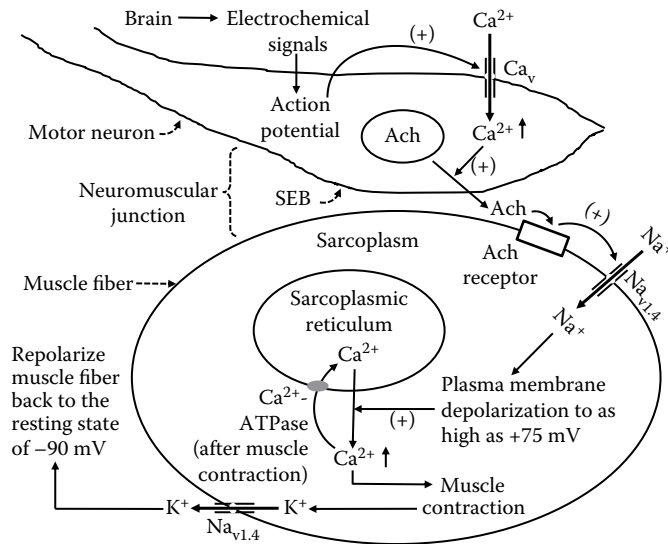 Brain
Electrochemical
signals
(+)
Ca2+
Cav
Action
potential
Motor neuron
Ach
Ca2+
(+)
Neuromuscular
junction
SEB
Ach
(+)
Sarcoplasm
Ach
receptor
Na+
Nav1.4
Na+
Muscle fiber
Sarcoplasmic
reticulum
Ca2+
Repolarize
muscle fiber
back to the
resting state
of −90 mV
Ca2+-
ATPase
(after muscle
contraction)
(+)
Plasma membrane
depolarization to as
high as +75 mV
Ca2+
Muscle
contraction
K+
K+
Nav1.4